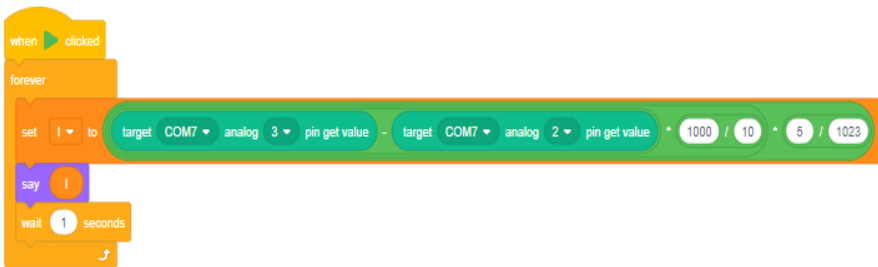 when clicked
forever
set I to target COM7 analog 3 pin get value - target COM7 analog 2 pin get value * 1000 / 10 * 5 / 1023
say I
wait 1 seconds